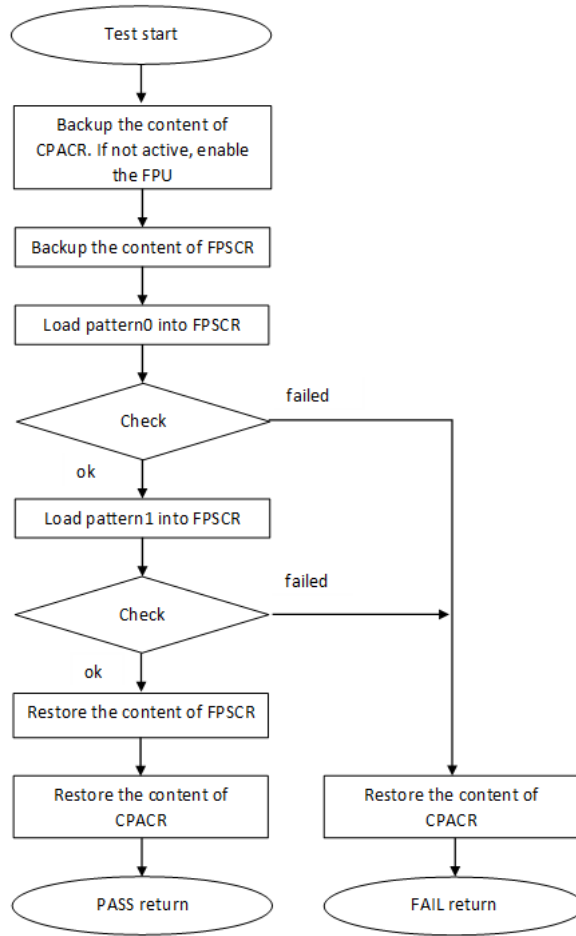 Test start
Backup the content of
CPACR. If not active, enable
the FPU
Backup the content of FPSCR
Load pattern0 into FPSCR
failed
Check
ok
Load pattern1 into FPSCR
failed
Check
ok
Restore the content of FPSCR
Restore the content of
CPACR
Restore the content of
CPACR
PASS return
FAIL return